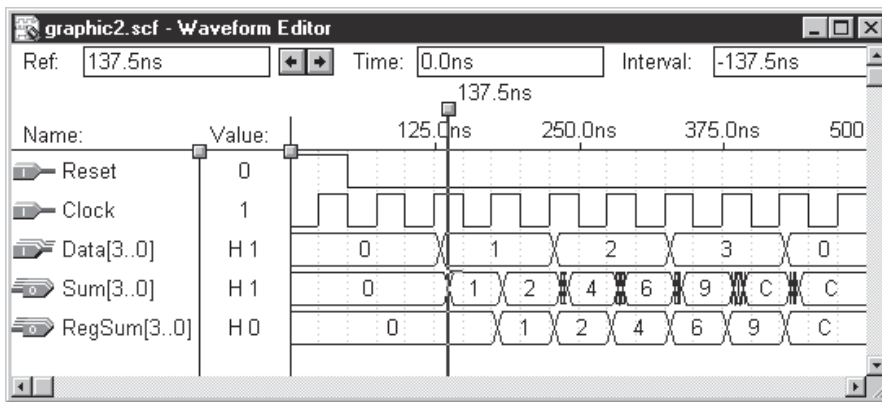 graphic2.scf - Waveform Editor
Ref: 137.5ns Time: 0.0ns Interval: -137.5ns
137.5ns
Name: Value: 125.0ns 250.0ns 375.0ns 500
Reset 0
Clock 1
Data[3..0] H 1 0 1 2 3 0
Sum[3..0] H 1 0 1 2 4 6 9 C C
RegSum[3..0] H 0 0 1 2 4 6 9 C